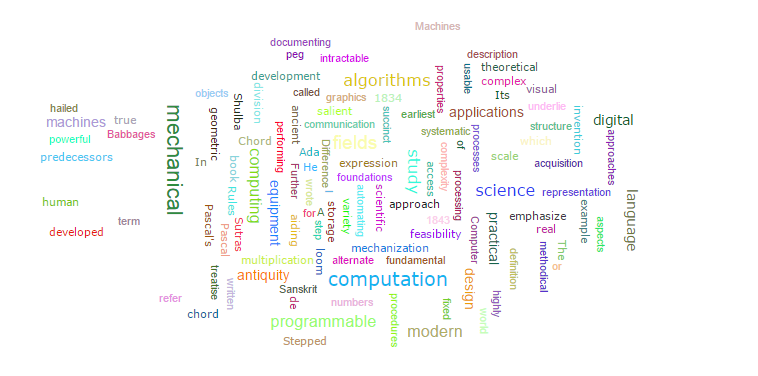 Machines
documenting
peg
intractable
description
theoretical
usable
properties
development
algorithms
complex
Its
visual
objects
division
called
graphics
1834
underlie
hailed
machines
true
Babbages
powerful
predecessors
mechanical
geometric
Shulba
ancient
salient
succinct
earliest
applications
invention
digital
communication
structure
approaches
performing
systematic
processes
Chord
fields
of
which
In
book
computing
Ada
He
Difference
expression
study
access
complexity
scale
acquisition
Further
foundations
processing
Rules
equipment
wrote
I
automating
scientific
science
representation
language
human
approach
variety
storage
for
A
1843
emphasize
example
term
Pascal's
Pascal
Sutras
aiding
step
feasibility
Computer
practical
real
aspects
developed
mechanization
The
multiplication
loom
alternate
fundamental
definition
methodical
or
treatise
written
antiquity
computation
design
highly
Sanskrit
refer
de
numbers
procedures
fixed
chord
programmable
modern
world
Stepped